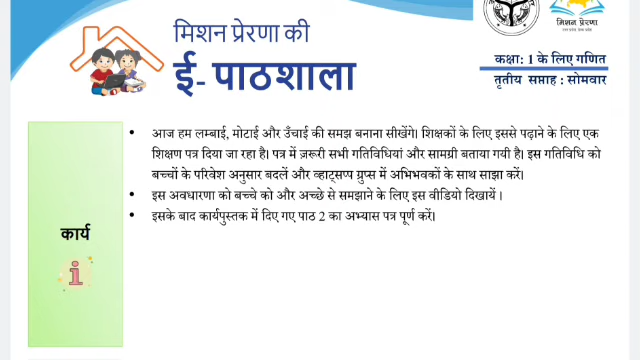 मिशन प्रेरणा की
ई- पाठशाला
मिशन प्रेरणा
कक्षा: 1 के लिए गणित
तृतीय सप्ताह : सोमवार
कार्य
• आज हम लम्बाई, मोटाई और उँचाई की समझ बनाना सीखेंगे। शिक्षकों के लिए इससे पढ़ाने के लिए एक
शिक्षण पत्र दिया जा रहा है। पत्र में ज़रूरी सभी गतिविधियां और सामग्री बताया गयी है। इस गतिविधि को
बच्चों के परिवेश अनुसार बदलें और व्हाट्सप्प ग्रुप्स में अभिभवकों के साथ साझा करें।
• इस अवधारणा को बच्चे को और अच्छे से समझाने के लिए इस वीडियो दिखायें ।
• इसके बाद कार्यपुस्तक में दिए गए पाठ 2 का अभ्यास पत्र पूर्ण करें।